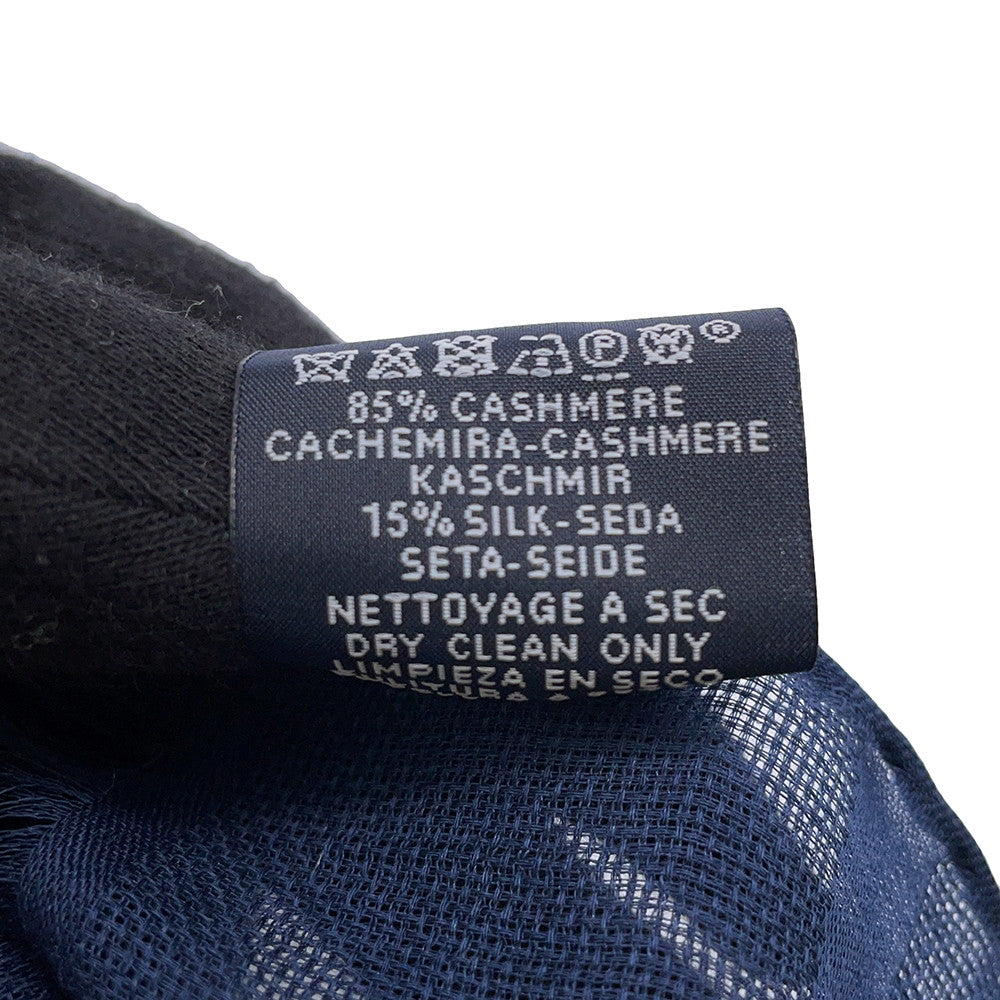 P W ®
85% CASHMERE
CACHEMIRA-CASHMERE
KASCHMIR
15% SILK-SEDA
SETA-SEIDE
NETTOYAGE A SEC
DRY CLEAN ONLY
LIMPIEZA EN SECO